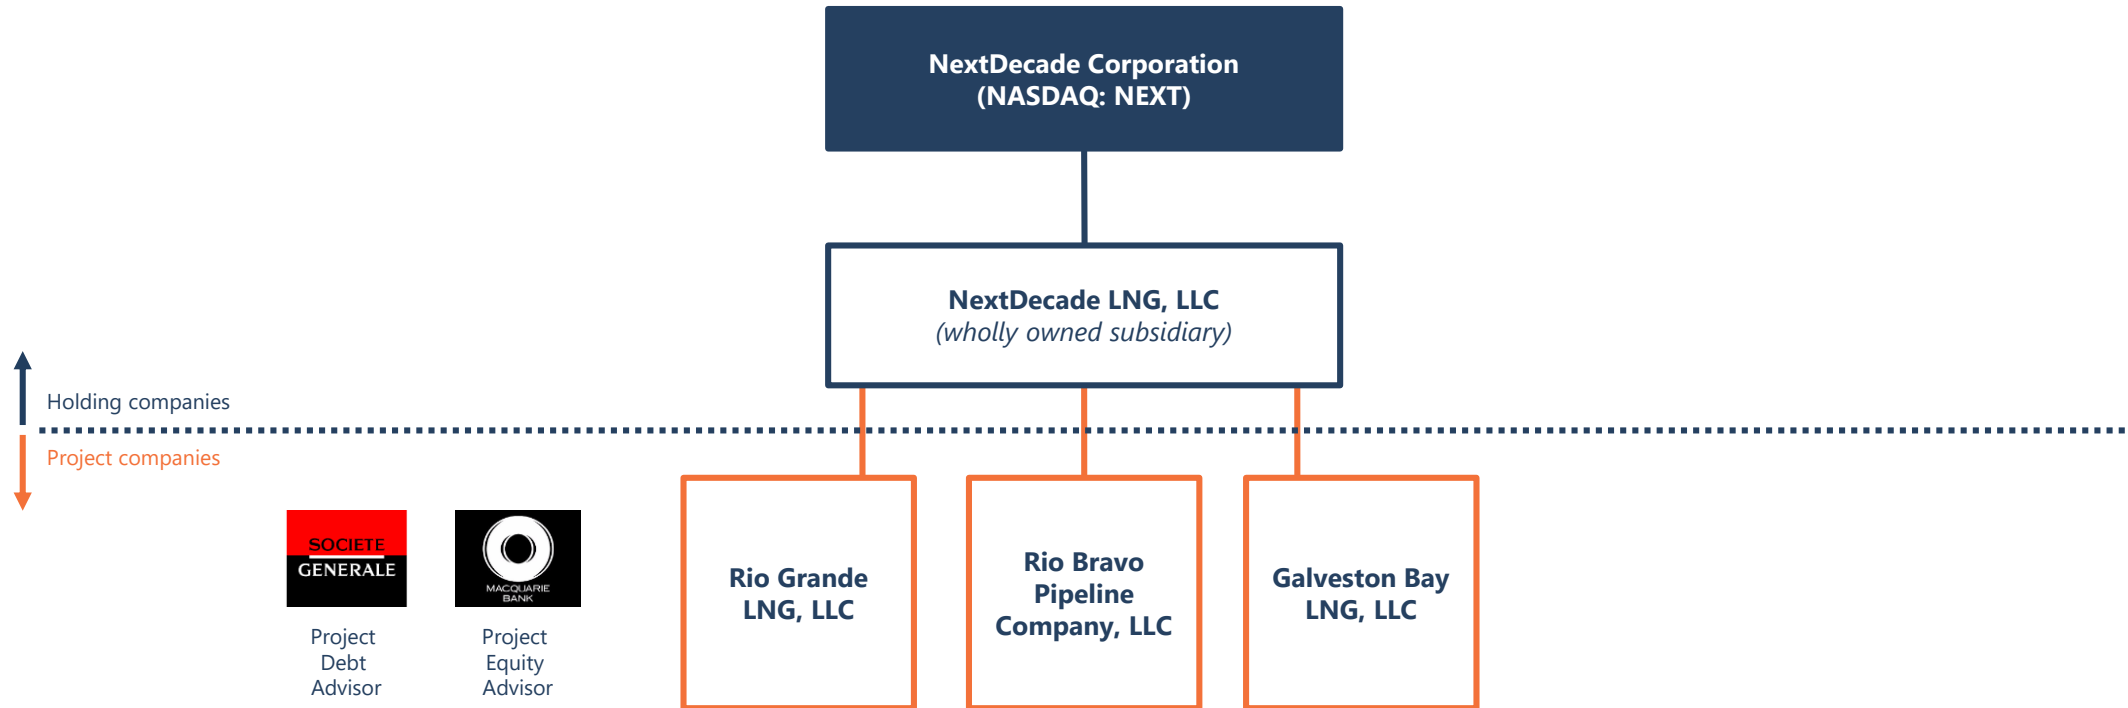 NextDecade Corporation
(NASDAQ: NEXT)
NextDecade LNG, LLC
(wholly owned subsidiary)
Holding companies
Project companies
SOCIETE
GENERALE
Project
Debt
Advisor
MACQUARIE
BANK
Project
Equity
Advisor
Rio Grande
LNG, LLC
Rio Bravo
Pipeline
Company, LLC
Galveston Bay
LNG, LLC